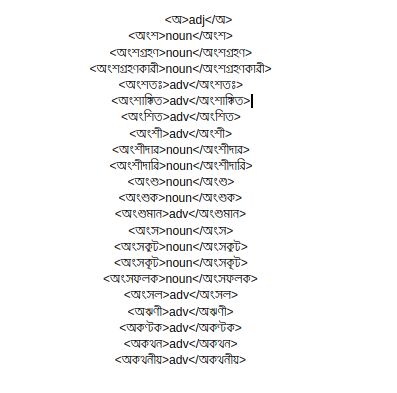 <অ>adj</অ>
<অংশ>noun</অংশ>
<অংশগ্রহণ>noun</অংশগ্রহণ>
<অংশগ্রহণকারী>noun</অংশগ্রহণকারী>
<অংশতঃ>adv</অংশতঃ>
<অংশাঙ্কিত>adv</অংশাঙ্কিত>
<অংশিত>adv</অংশিত>
<অংশী>adv</অংশী>
<অংশীদার>noun</অংশীদার>
<অংশীদারি>noun</অংশীদারি>
<অংশু>noun</অংশু>
<অংশুক>noun</অংশুক>
<অংশুমান>adv</অংশুমান>
<অংস>noun</অংস>
<অংসকুট>noun</অংসকুট>
<অংসকূট>noun</অংসকূট>
<অংসফলক>noun</অংসফলক>
<অংসল>adv</অংসল>
<অঋণী>adv</অঋণী>
<অকণ্টক>adv</অকণ্টক>
<অকথন>adv</অকথন>
<অকথনীয়>adv</অকথনীয়>